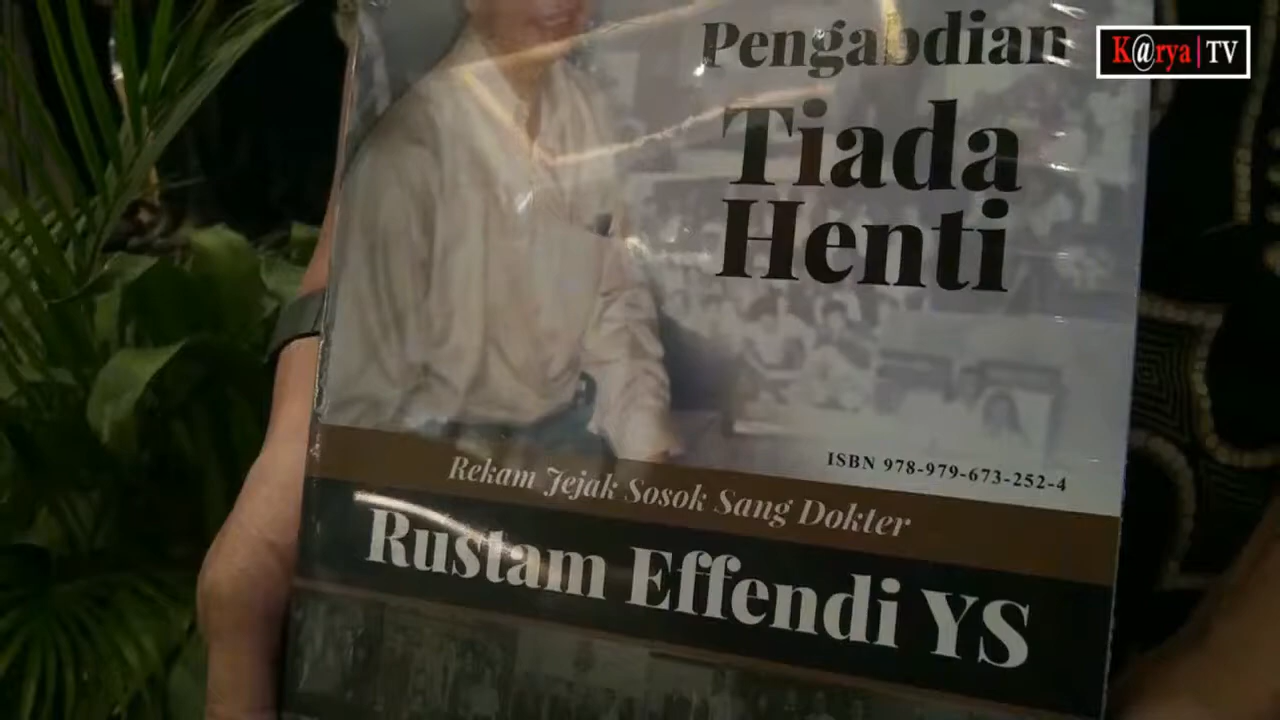 Pengabdian
K@rya|TV
Tiada
Henti
ISBN 978-979-673-252-4
Rekam Jejak Sosok Sang Dokter
Rustam Effendi YS